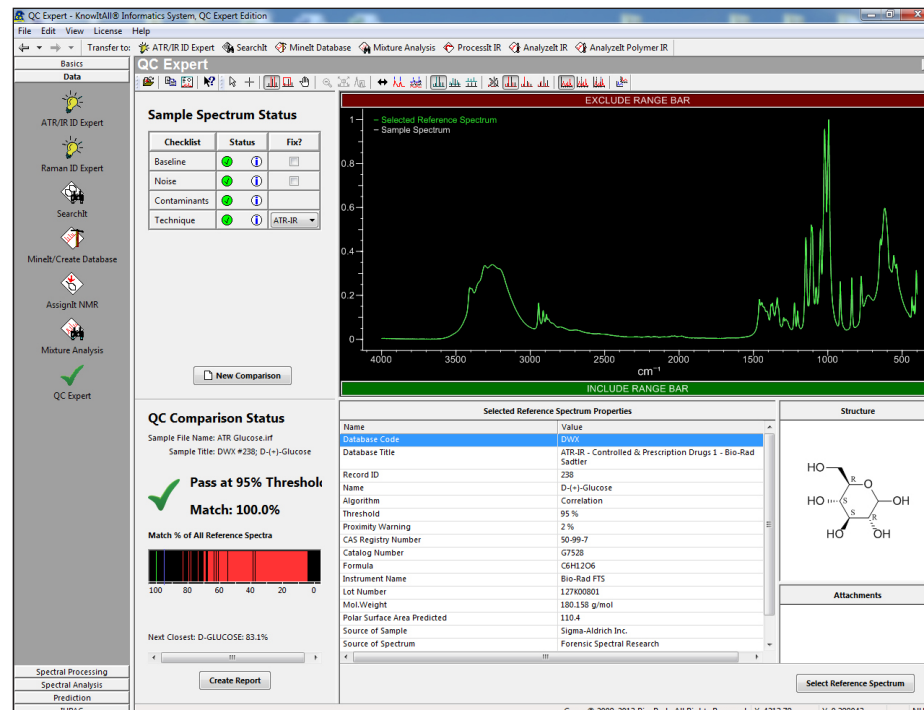 QC Expert - KnowItAll® Informatics System, QC Expert Edition
File Edit View License Help
Transfer to: ATR/IR ID Expert SearchIt MineIt Database Mixture Analysis ProcessIt IR AnalyzeIt IR AnalyzeIt Polymer IR
Basics
Data
ATR/IR ID Expert
Raman ID Expert
SearchIt
MineIt/Create Database
AssignIt NMR
Mixture Analysis
QC Expert
Spectral Processing
Spectral Analysis
Prediction
QC Expert
Sample Spectrum Status
Checklist Status Fix?
Baseline
Noise
Contaminants
Technique ATR-IR
New Comparison
EXCLUDE RANGE BAR
Selected Reference Spectrum
Sample Spectrum
1
0.8
0.6
0.4
0.2
0
4000 3500 3000 2500 2000 1500 1000 500
cm⁻¹
INCLUDE RANGE BAR
QC Comparison Status
Sample File Name: ATR Glucose.irf
Sample Title: DWX #238; D-(+)-Glucose
Pass at 95% Threshold
Match: 100.0%
Match % of All Reference Spectra
100 80 60 40 20 0
Next Closest: D-GLUCOSE: 83.1%
Create Report
Selected Reference Spectrum Properties
Name Value
Database Code DWX
Database Title ATR-IR - Controlled & Prescription Drugs 1 - Bio-Rad
Sadtler
Record ID 238
Name D-(+)-Glucose
Algorithm Correlation
Threshold 95 %
Proximity Warning 2 %
CAS Registry Number 50-99-7
Catalog Number G7528
Formula C6H12O6
Instrument Name Bio-Rad FTS
Lot Number 127K00801
Mol.Weight 180.158 g/mol
Polar Surface Area Predicted 110.4
Source of Sample Sigma-Aldrich Inc.
Source of Spectrum Forensic Spectral Research
Structure
HO
R O
HO S OH
S R
HO OH
Attachments
Select Reference Spectrum